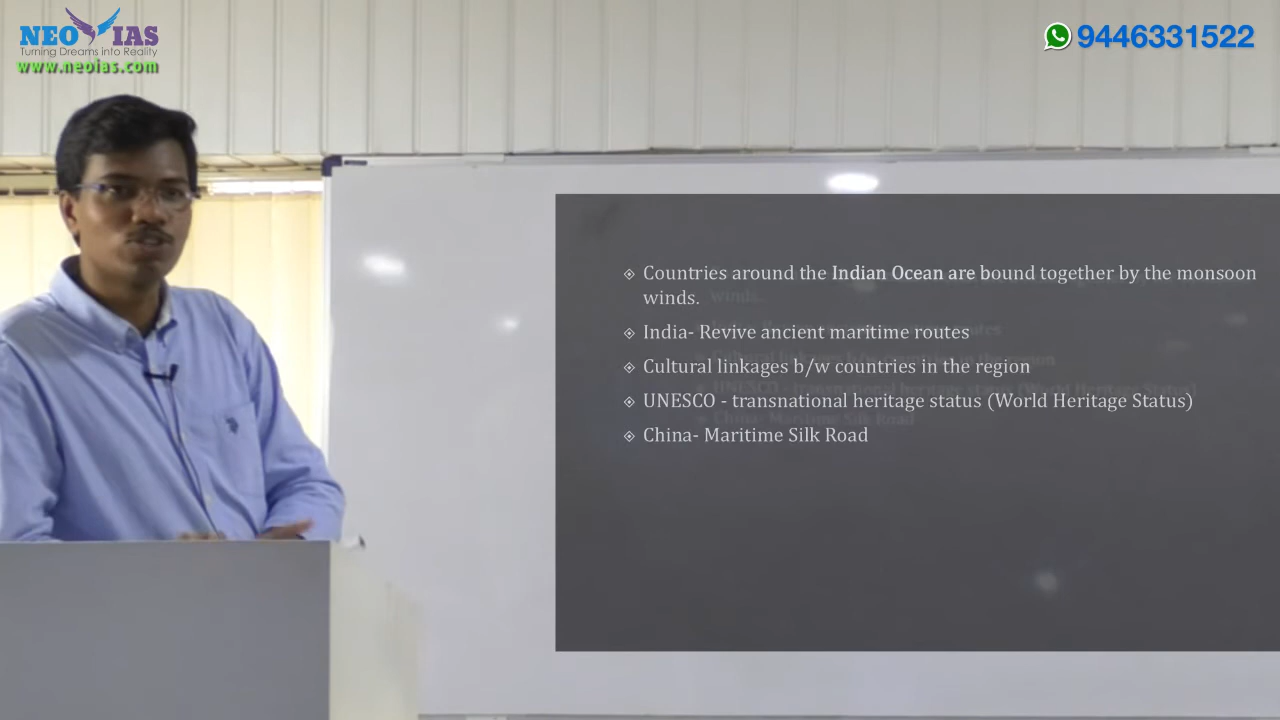 NEO IAS
Turning Dreams into Reality
www.neoias.com
9446331522
Countries around the Indian Ocean are bound together by the monsoon
winds.
India- Revive ancient maritime routes
Cultural linkages b/w countries in the region
UNESCO - transnational heritage status (World Heritage Status)
China- Maritime Silk Road